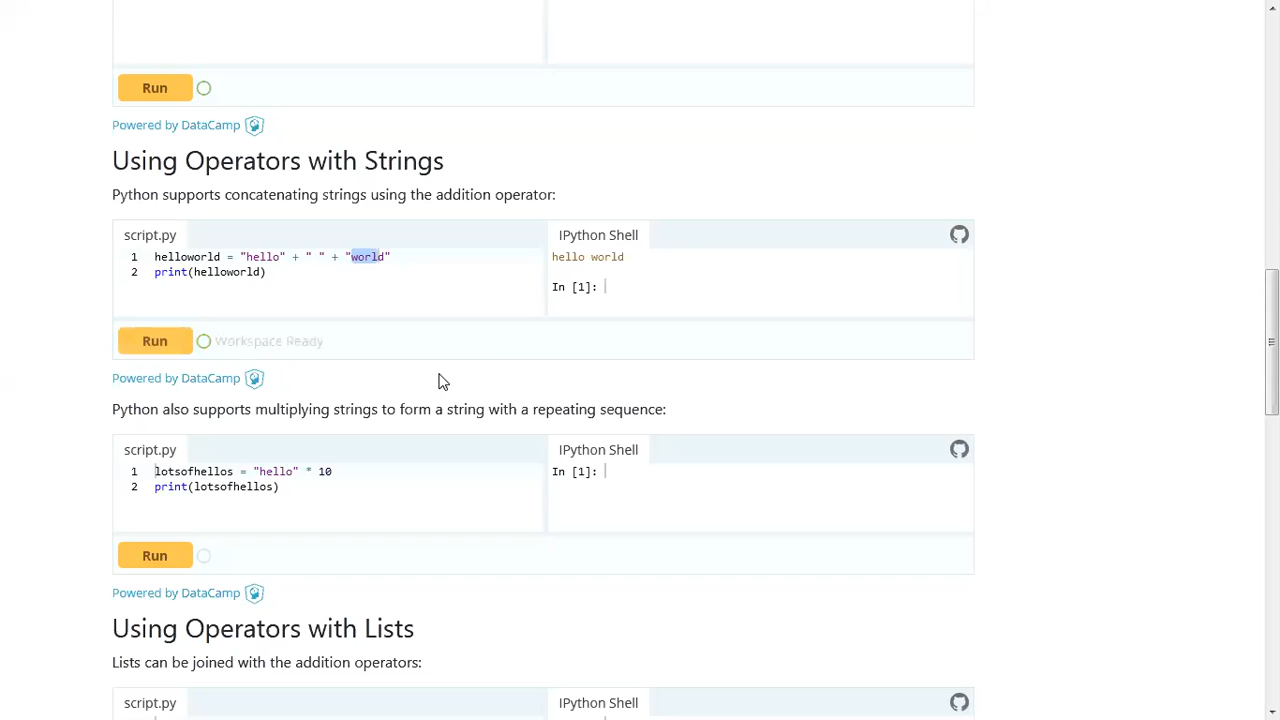 Run
Powered by DataCamp
Using Operators with Strings
Python supports concatenating strings using the addition operator:
script.py
IPython Shell
1 helloworld = "hello" + " " + "world"
2 print(helloworld)
hello world
In [1]:
Run Workspace Ready
Powered by DataCamp
Python also supports multiplying strings to form a string with a repeating sequence:
script.py
IPython Shell
1 lotsofhellos = "hello" * 10
2 print(lotsofhellos)
In [1]:
Run
Powered by DataCamp
Using Operators with Lists
Lists can be joined with the addition operators:
script.py
IPython Shell